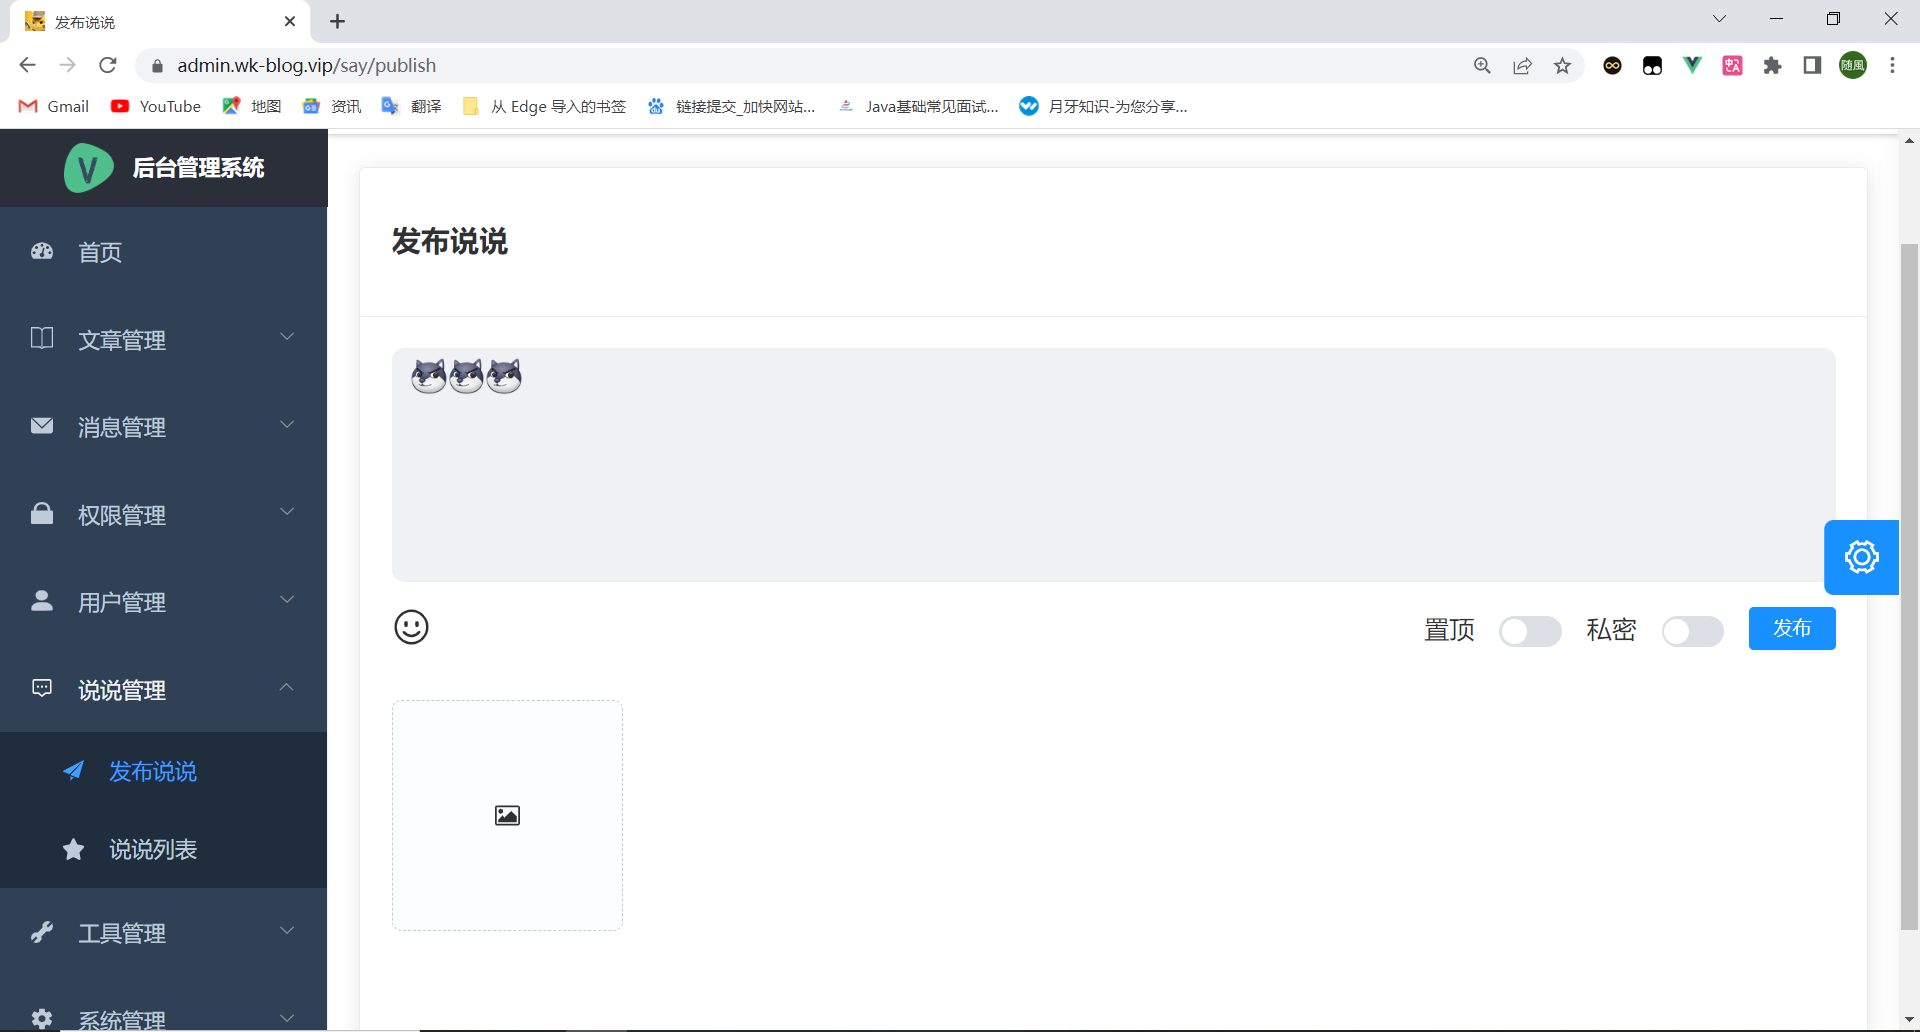 发布说说
admin.wk-blog.vip/say/publish
随風
Gmail
YouTube
地图
资讯
翻译
从 Edge 导入的书签
链接提交_加快网站...
Java基础常见面试...
月牙知识-为您分享...
后台管理系统
首页
文章管理
消息管理
权限管理
用户管理
说说管理
发布说说
说说列表
工具管理
系统管理
发布说说
置顶
私密
发布